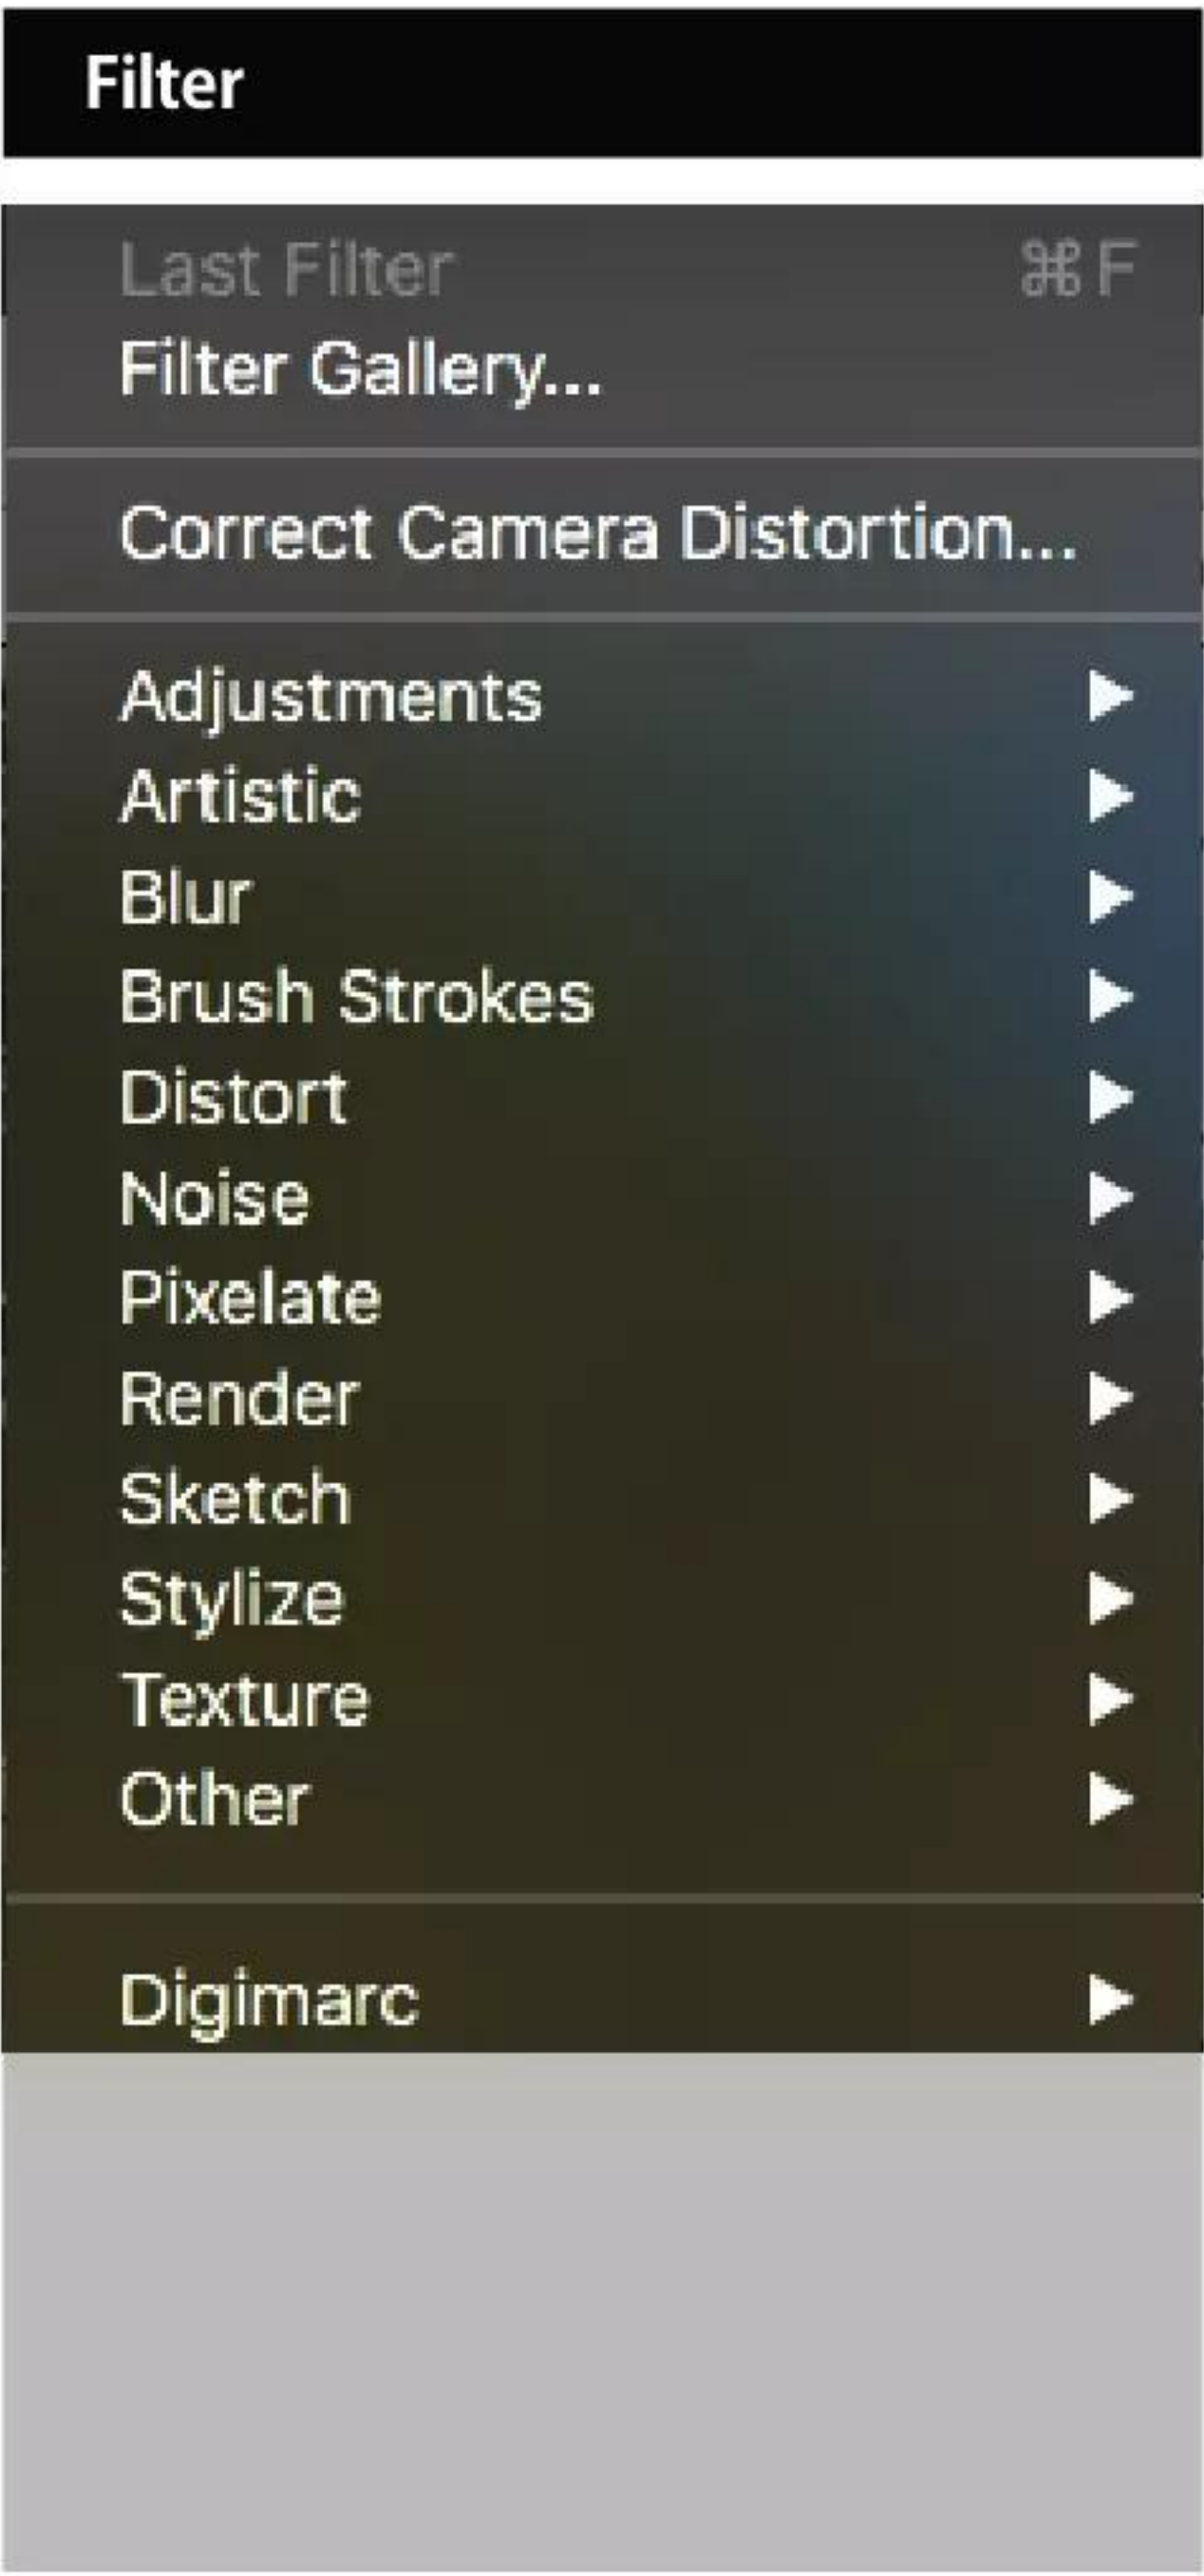 Filter
Last Filter ⌘F
Filter Gallery...
Correct Camera Distortion...
Adjustments
Artistic
Blur
Brush Strokes
Distort
Noise
Pixelate
Render
Sketch
Stylize
Texture
Other
Digimarc